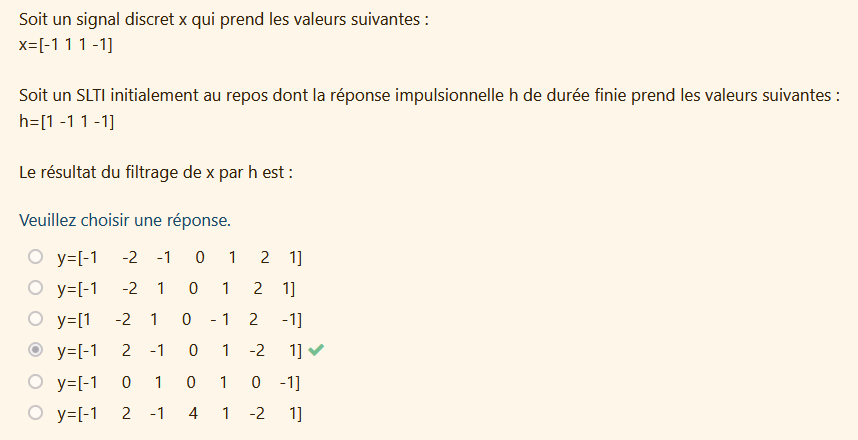 Soit un signal discret x qui prend les valeurs suivantes :
x=[-1 1 1 -1]
Soit un SLTI initialement au repos dont la réponse impulsionnelle h de durée finie prend les valeurs suivantes :
h=[1 -1 1 -1]
Le résultat du filtrage de x par h est :
Veuillez choisir une réponse.
y=[-1 -2 -1 0 1 2 1]
y=[-1 -2 1 0 1 2 1]
y=[1 -2 1 0 - 1 2 -1]
y=[-1 2 -1 0 1 -2 1]
y=[-1 0 1 0 1 0 -1]
y=[-1 2 -1 4 1 -2 1]